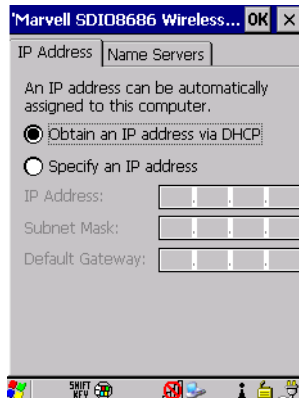 'Marvell SDIO8686 Wireless... OK ×
IP Address Name Servers
An IP address can be automatically
assigned to this computer.
Obtain an IP address via DHCP
Specify an IP address
IP Address:
Subnet Mask:
Default Gateway:
SHIFT
KEY